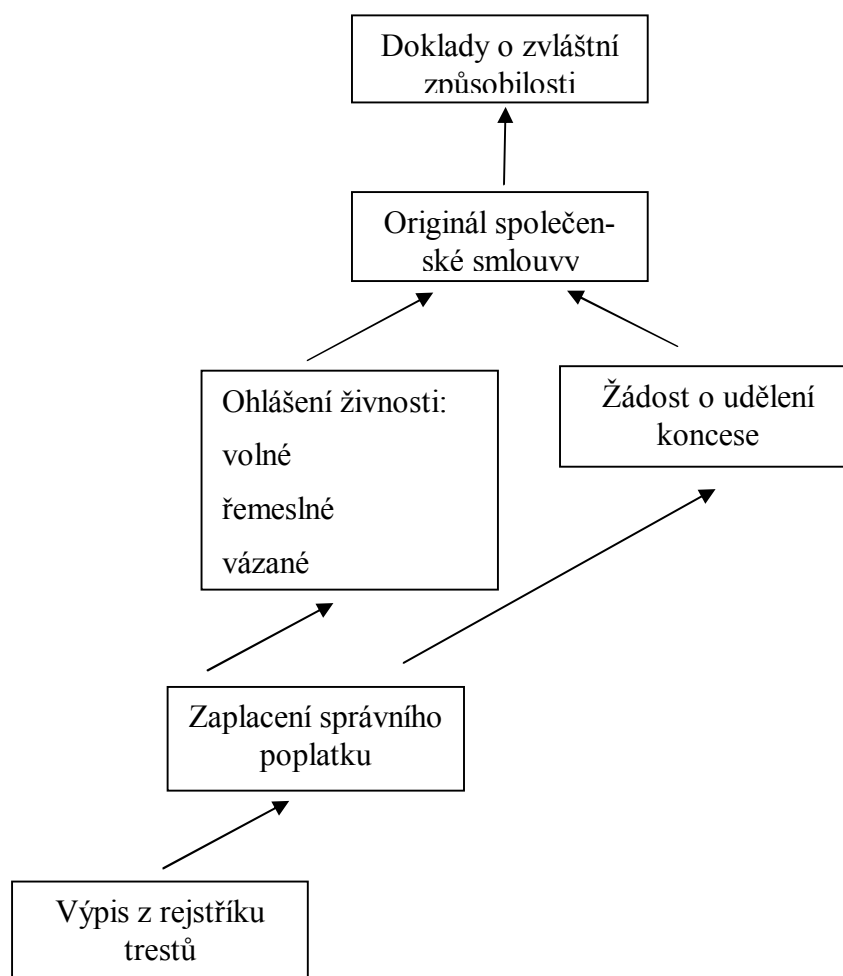 Doklady o zvláštní
způsobilosti
Originál společen-
ské smlouvy
Ohlášení živnosti:
volné
řemeslné
vázané
Žádost o udělení
koncese
Zaplacení správního
poplatku
Výpis z rejstříku
trestů